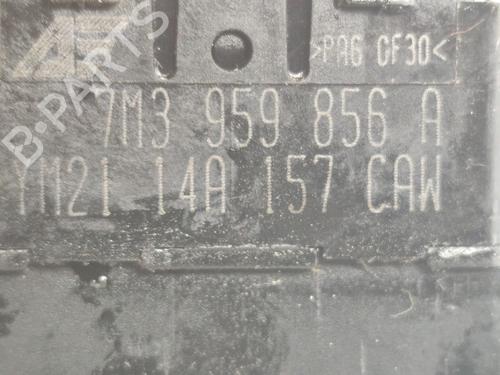 >PA6 GF30<
7M3 959 856 A
YM21 14A 157 CAW
B-PARTS